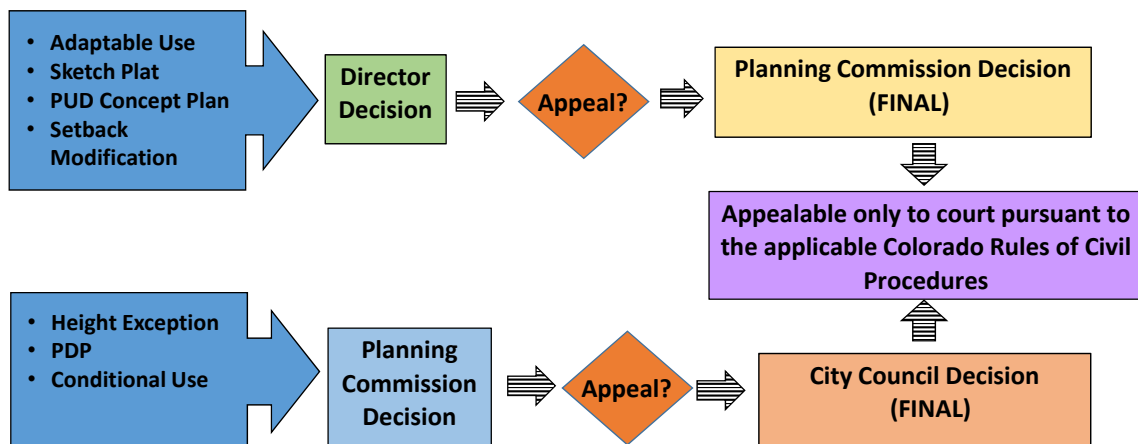 • Adaptable Use
• Sketch Plat
• PUD Concept Plan
• Setback
Modification
Director
Decision
Appeal?
Planning Commission Decision
(FINAL)
Appealable only to court pursuant to
the applicable Colorado Rules of Civil
Procedures
• Height Exception
• PDP
• Conditional Use
Planning
Commission
Decision
Appeal?
City Council Decision
(FINAL)